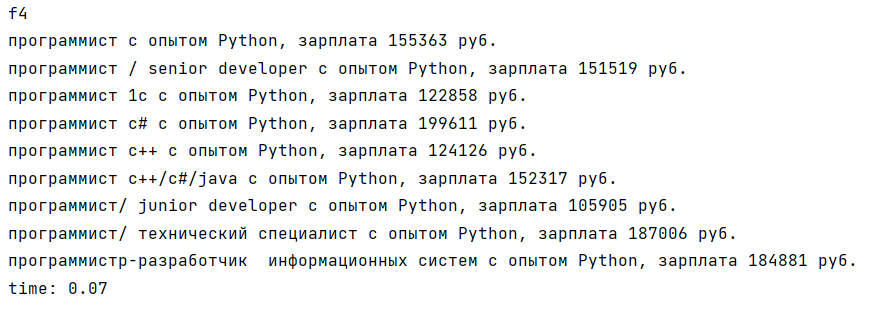 f4
программист с опытом Python, зарплата 155363 руб.
программист / senior developer с опытом Python, зарплата 151519 руб.
программист 1с с опытом Python, зарплата 122858 руб.
программист c# с опытом Python, зарплата 199611 руб.
программист c++ с опытом Python, зарплата 124126 руб.
программист c++/c#/java с опытом Python, зарплата 152317 руб.
программист/ junior developer с опытом Python, зарплата 105905 руб.
программист/ технический специалист с опытом Python, зарплата 187006 руб.
программистр-разработчик  информационных систем с опытом Python, зарплата 184881 руб.
time: 0.07